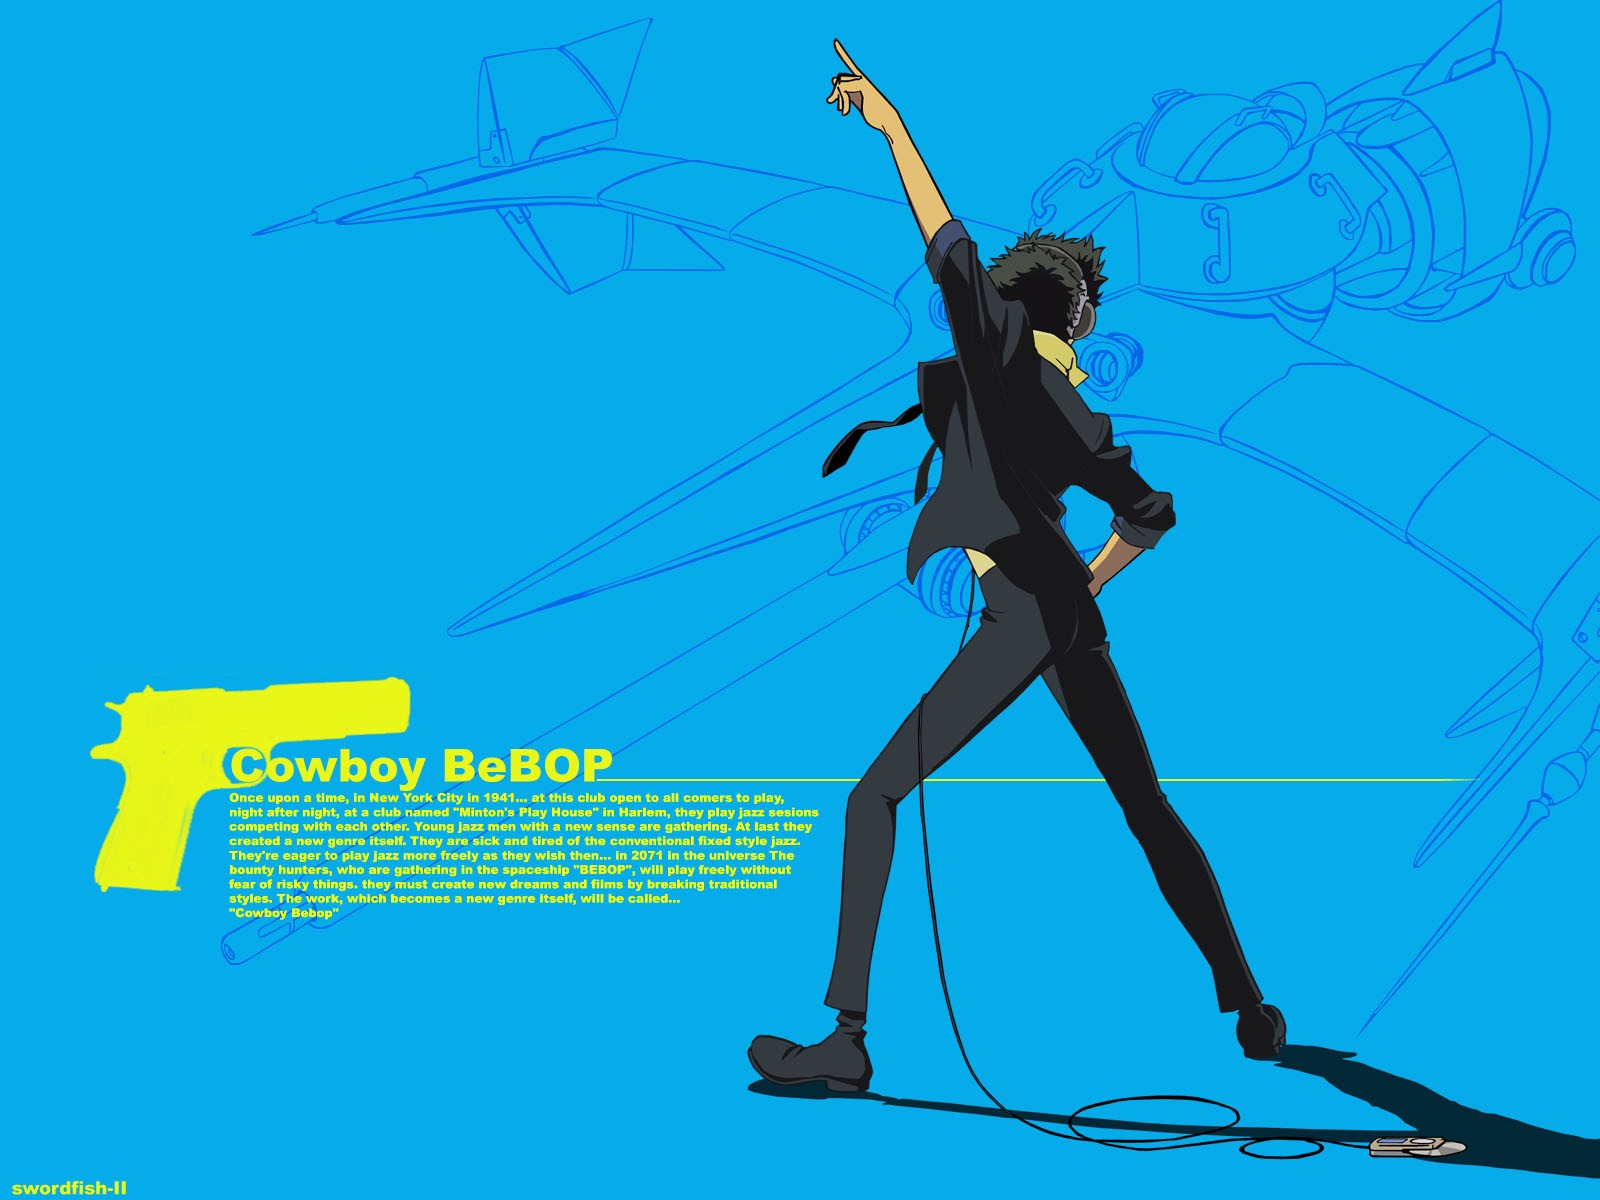 Cowboy BeBOP
Once upon a time, in New York City in 1941... at this club open to all comers to play,
night after night, at a club named "Minton's Play House" in Harlem, they play jazz sesions
competing with each other. Young jazz men with a new sense are gathering. At last they
created a new genre itself. They are sick and tired of the conventional fixed style jazz.
They're eager to play jazz more freely as they wish then... in 2071 in the universe The
bounty hunters, who are gathering in the spaceship "BEBOP", will play freely without
fear of risky things. they must create new dreams and films by breaking traditional
styles. The work, which becomes a new genre itself, will be called...
"Cowboy Bebop"
swordfish-II